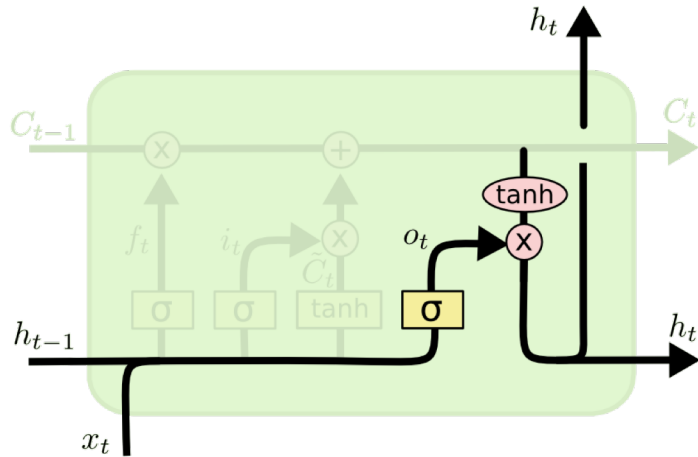 h_t
C_{t-1} C_t
x +
tanh
f_t i_t x o_t x
C̃_t
σ σ tanh σ
h_{t-1} h_t
x_t